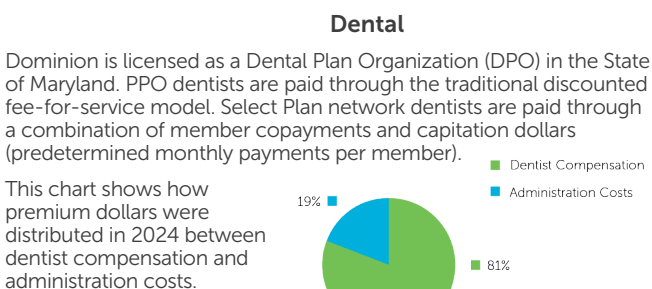 Dental
Dominion is licensed as a Dental Plan Organization (DPO) in the State
of Maryland. PPO dentists are paid through the traditional discounted
fee-for-service model. Select Plan network dentists are paid through
a combination of member copayments and capitation dollars
(predetermined monthly payments per member).
Dentist Compensation
Administration Costs
This chart shows how
premium dollars were
distributed in 2024 between
dentist compensation and
administration costs.
19%
81%